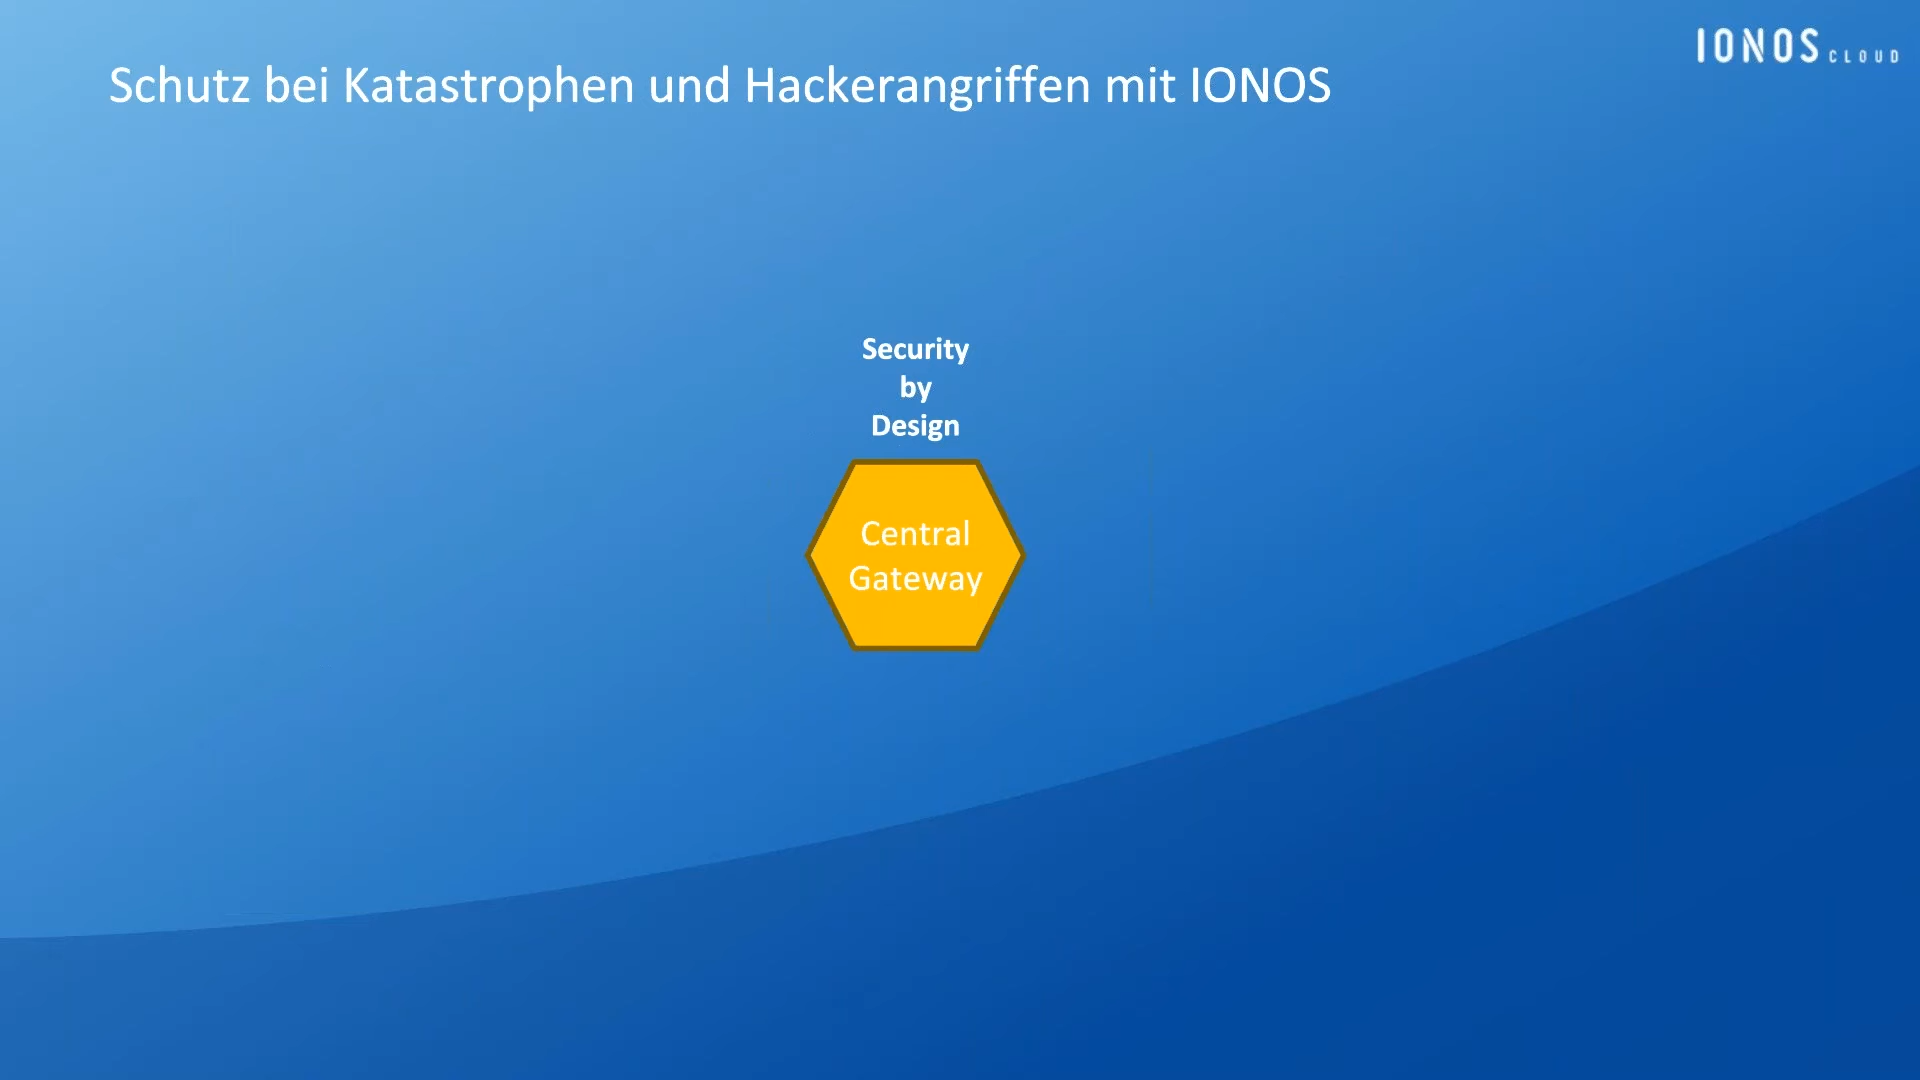 IONOS CLOUD
Schutz bei Katastrophen und Hackerangriffen mit IONOS
Security
by
Design
Central
Gateway